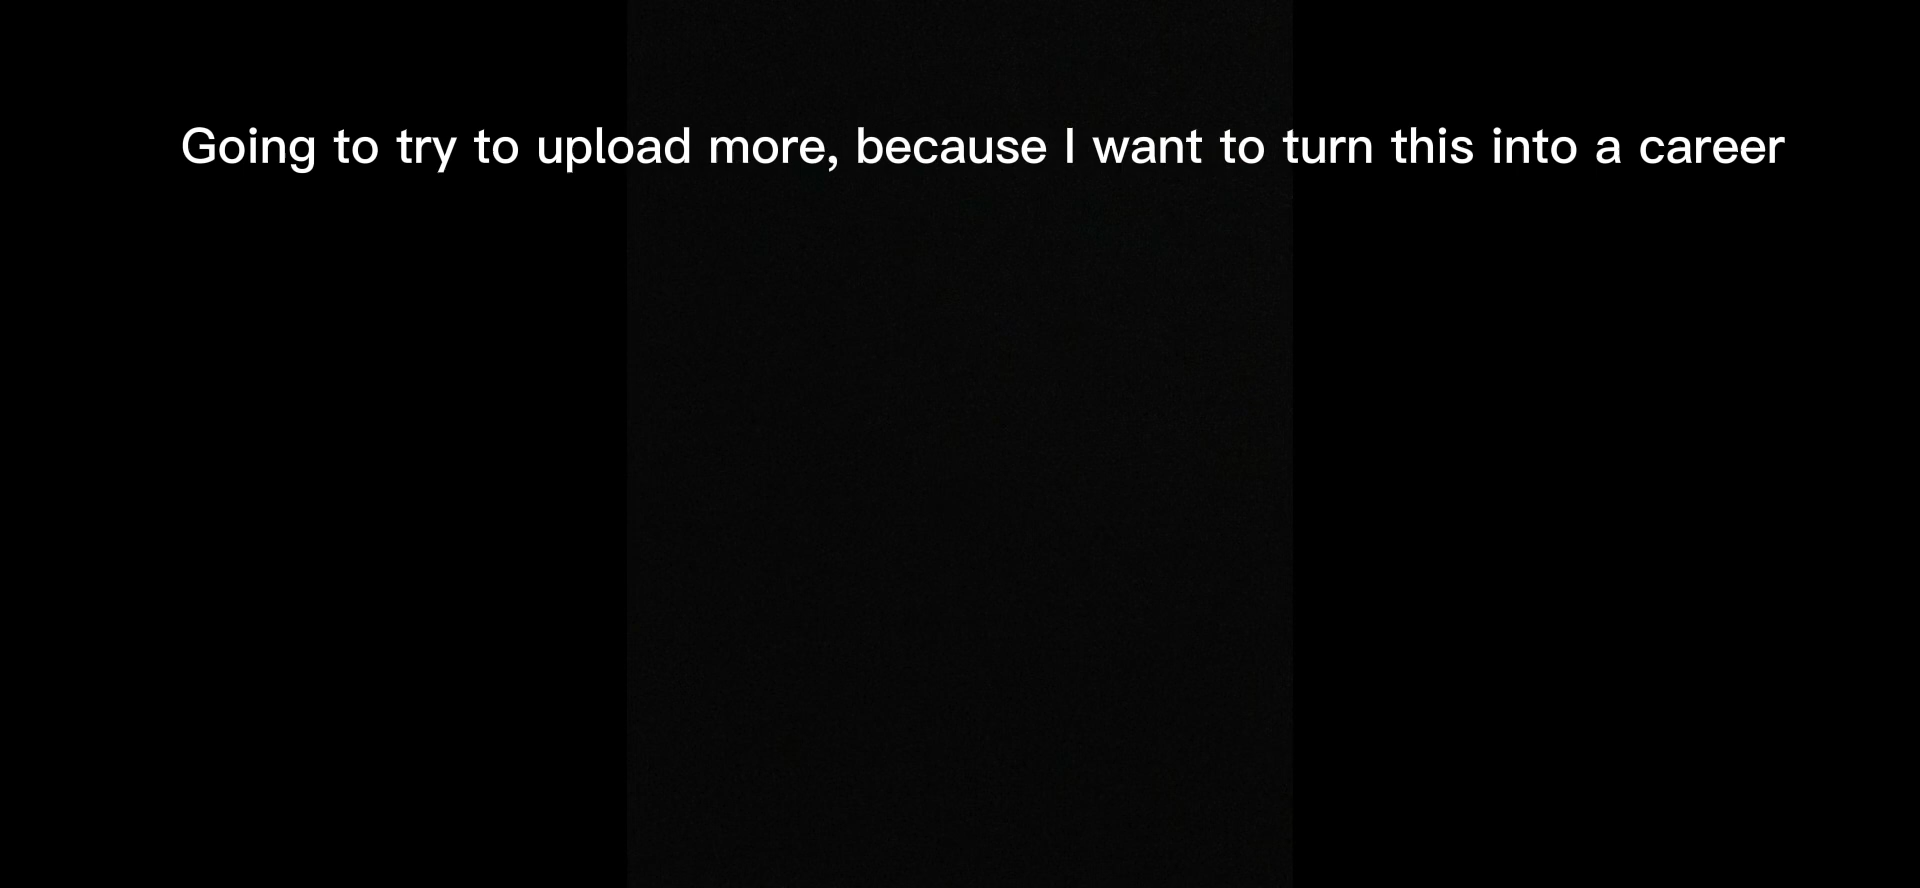 Going to try to upload more, because I want to turn this into a career